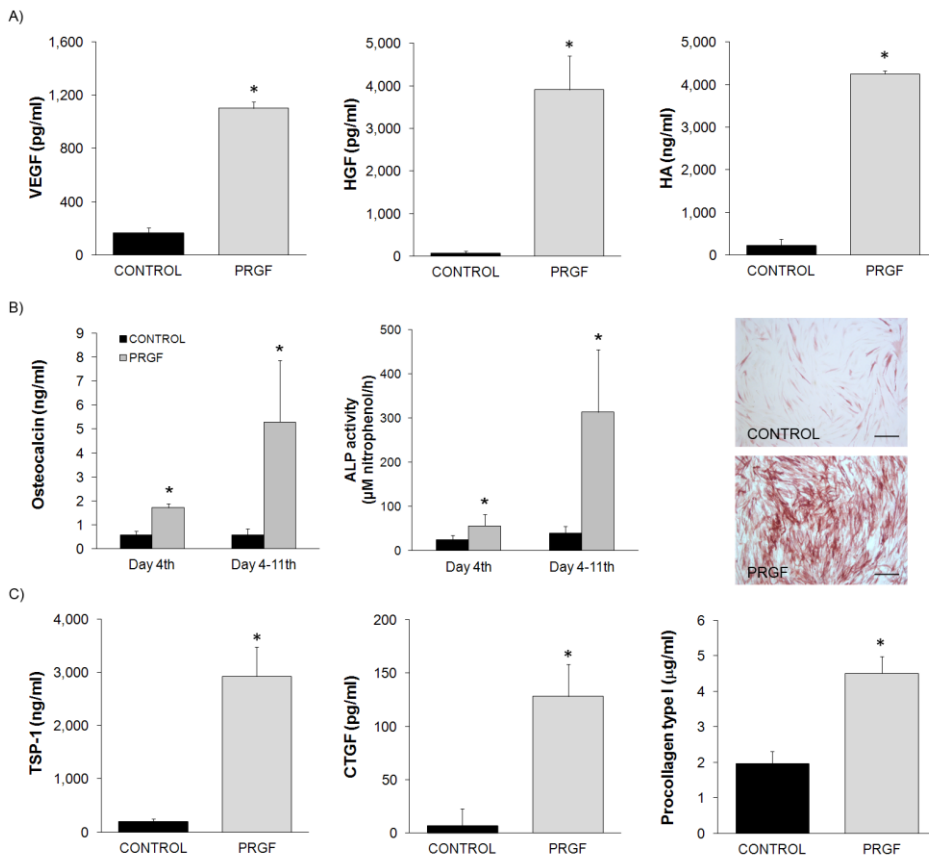 A)
VEGF (pg/ml)
1,600
1,200
800
400
0
CONTROL PRGF
*
HGF (pg/ml)
5,000
4,000
3,000
2,000
1,000
0
CONTROL PRGF
*
HA (ng/ml)
5,000
4,000
3,000
2,000
1,000
0
CONTROL PRGF
*
B)
Osteocalcin (ng/ml)
9
8
7
6
5
4
3
2
1
0
CONTROL
PRGF
*
*
Day 4th Day 4-11th
ALP activity
(µM nitrophenol/h)
500
400
300
200
100
0
*
*
Day 4th Day 4-11th
CONTROL
PRGF
C)
TSP-1 (ng/ml)
4,000
3,000
2,000
1,000
0
CONTROL PRGF
*
CTGF (pg/ml)
200
150
100
50
0
CONTROL PRGF
*
Procollagen type I (µg/ml)
6
5
4
3
2
1
0
CONTROL PRGF
*